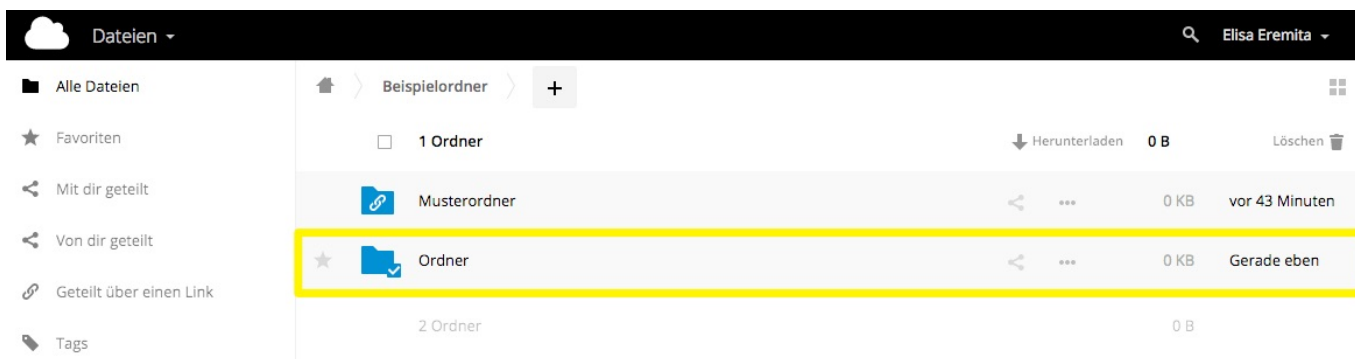 Dateien
Elisa Eremita
Alle Dateien
Favoriten
Mit dir geteilt
Von dir geteilt
Geteilt über einen Link
Tags
Beispielordner +
1 Ordner Herunterladen 0 B Löschen
Musterordner ••• 0 KB vor 43 Minuten
Ordner ••• 0 KB Gerade eben
2 Ordner 0 B